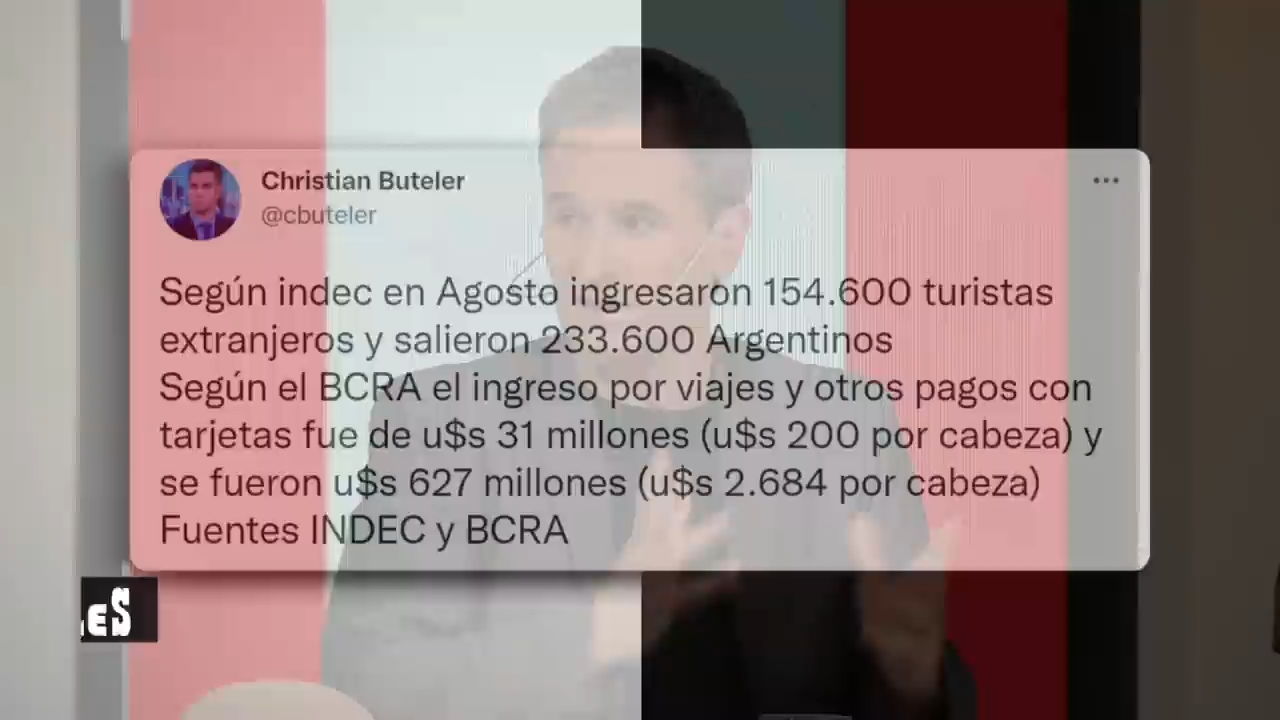 Christian Buteler
@cbuteler
Según indec en Agosto ingresaron 154.600 turistas
extranjeros y salieron 233.600 Argentinos
Según el BCRA el ingreso por viajes y otros pagos con
tarjetas fue de u$s 31 millones (u$s 200 por cabeza) y
se fueron u$s 627 millones (u$s 2.684 por cabeza)
Fuentes INDEC y BCRA